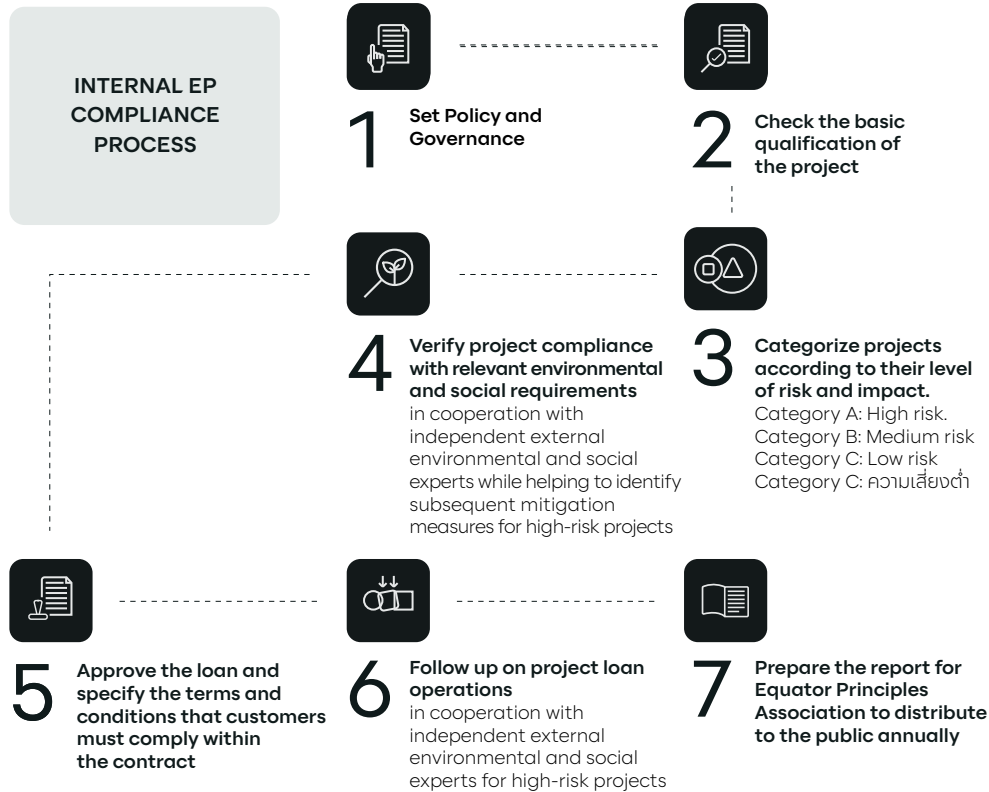 INTERNAL EP
COMPLIANCE
PROCESS
1
Set Policy and
Governance
2
Check the basic
qualification of
the project
3
Categorize projects
according to their level
of risk and impact.
Category A: High risk.
Category B: Medium risk
Category C: Low risk
Category C: ความเสี่ยงต่ำ
4
Verify project compliance
with relevant environmental
and social requirements
in cooperation with
independent external
environmental and social
experts while helping to identify
subsequent mitigation
measures for high-risk projects
5
Approve the loan and
specify the terms and
conditions that customers
must comply within
the contract
6
Follow up on project loan
operations
in cooperation with
independent external
environmental and social
experts for high-risk projects
7
Prepare the report for
Equator Principles
Association to distribute
to the public annually